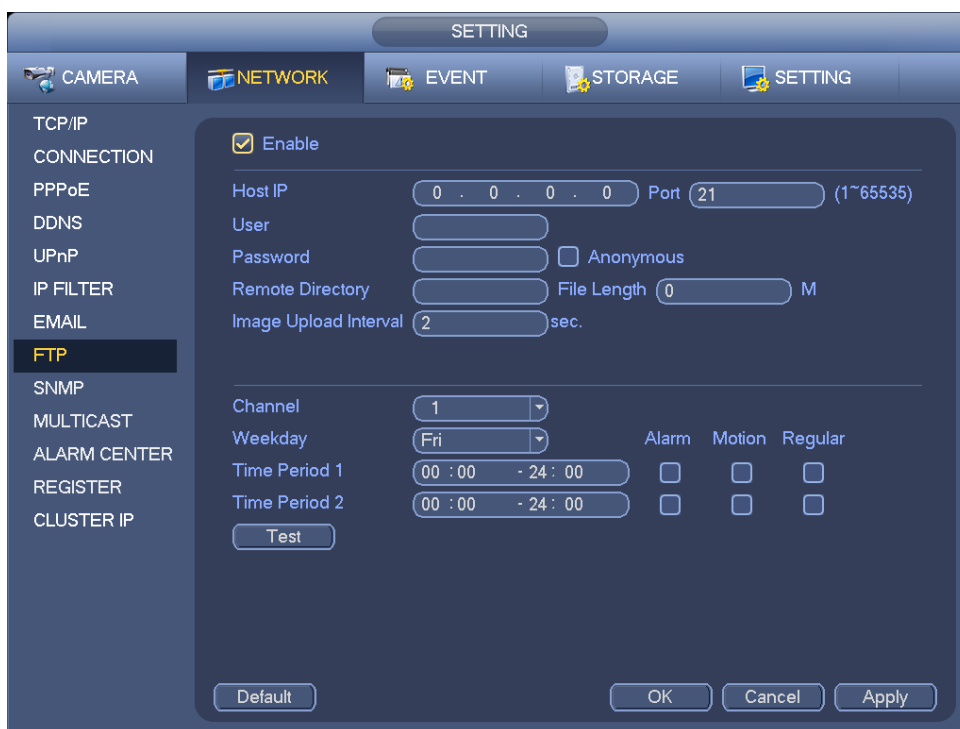 SETTING
CAMERA NETWORK EVENT STORAGE SETTING
TCP/IP
CONNECTION
PPPoE
DDNS
UPnP
IP FILTER
EMAIL
FTP
SNMP
MULTICAST
ALARM CENTER
REGISTER
CLUSTER IP
Enable
Host IP 0 . 0 . 0 . 0 Port 21 (1~65535)
User
Password Anonymous
Remote Directory File Length 0 M
Image Upload Interval 2 sec.
Channel 1
Weekday Fri Alarm Motion Regular
Time Period 1 00 :00 - 24 : 00
Time Period 2 00 :00 - 24 : 00
Test
Default OK Cancel Apply